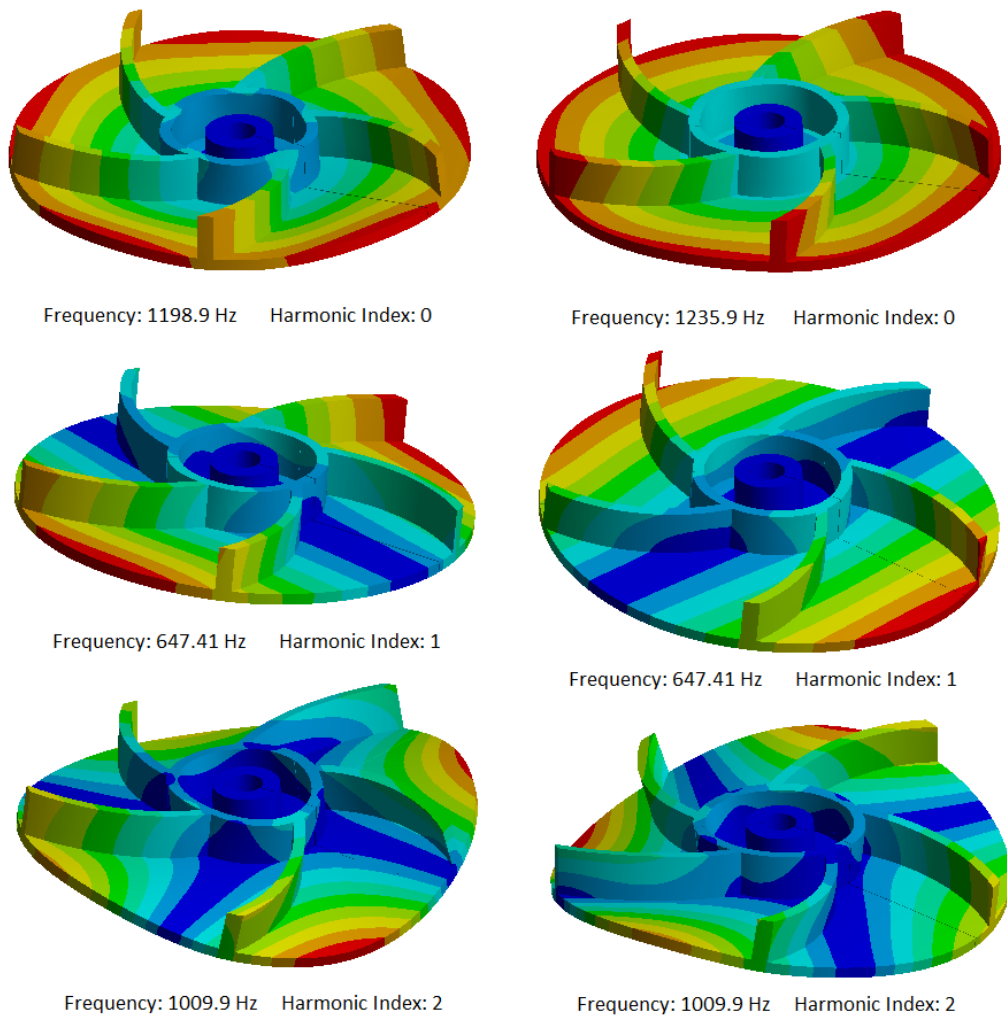 Frequency: 1198.9 Hz Harmonic Index: 0
Frequency: 1235.9 Hz Harmonic Index: 0
Frequency: 647.41 Hz Harmonic Index: 1
Frequency: 647.41 Hz Harmonic Index: 1
Frequency: 1009.9 Hz Harmonic Index: 2
Frequency: 1009.9 Hz Harmonic Index: 2